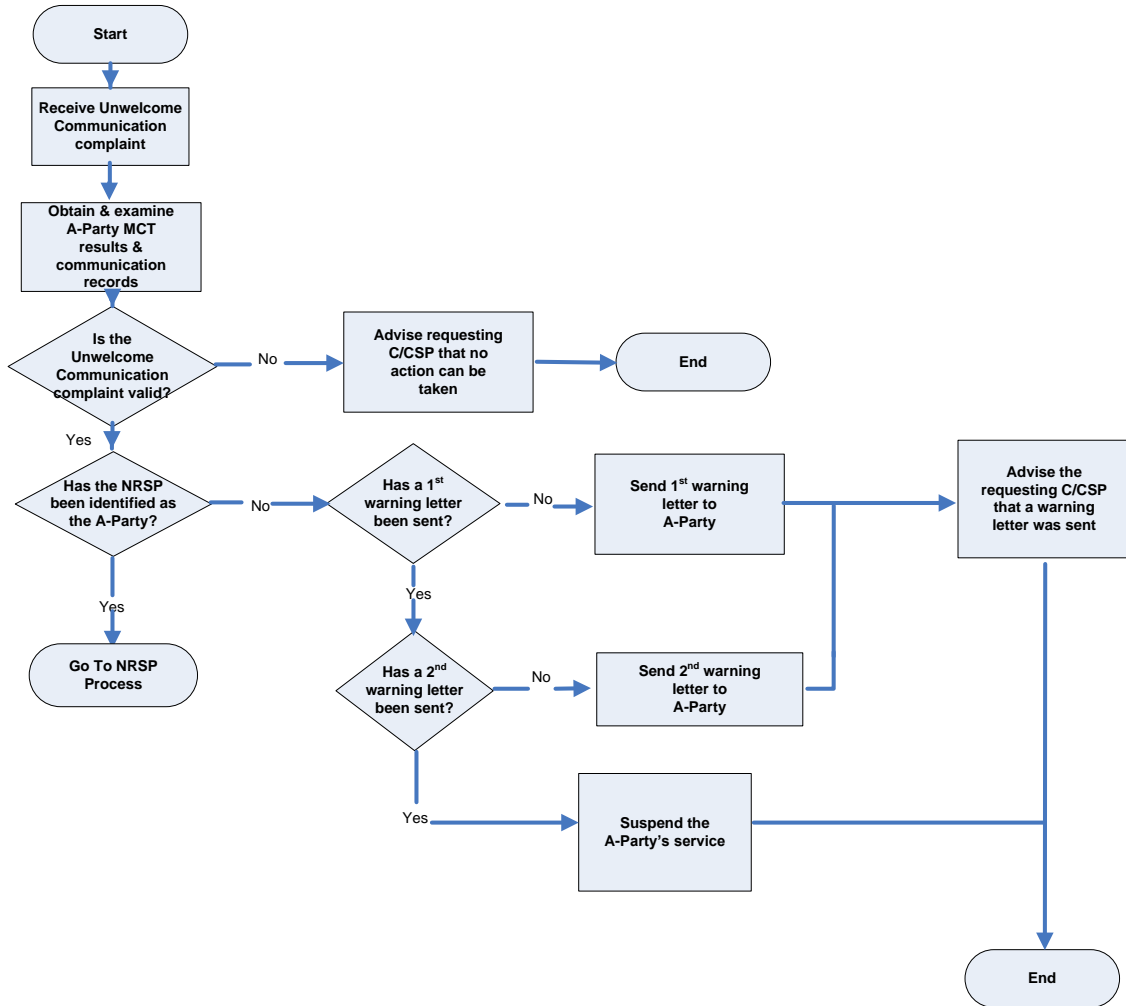 Start
Receive Unwelcome
Communication
complaint
Obtain & examine
A-Party MCT
results &
communication
records
Is the
Unwelcome
Communication
complaint valid?
No
Advise requesting
C/CSP that no
action can be
taken
End
Yes
Has the NRSP
been identified as
the A-Party?
No
Has a 1st
warning letter
been sent?
No
Send 1st warning
letter to
A-Party
Advise the
requesting C/CSP
that a warning
letter was sent
Yes
Go To NRSP
Process
Yes
Has a 2nd
warning letter
been sent?
No
Send 2nd warning
letter to
A-Party
Yes
Suspend the
A-Party’s service
End